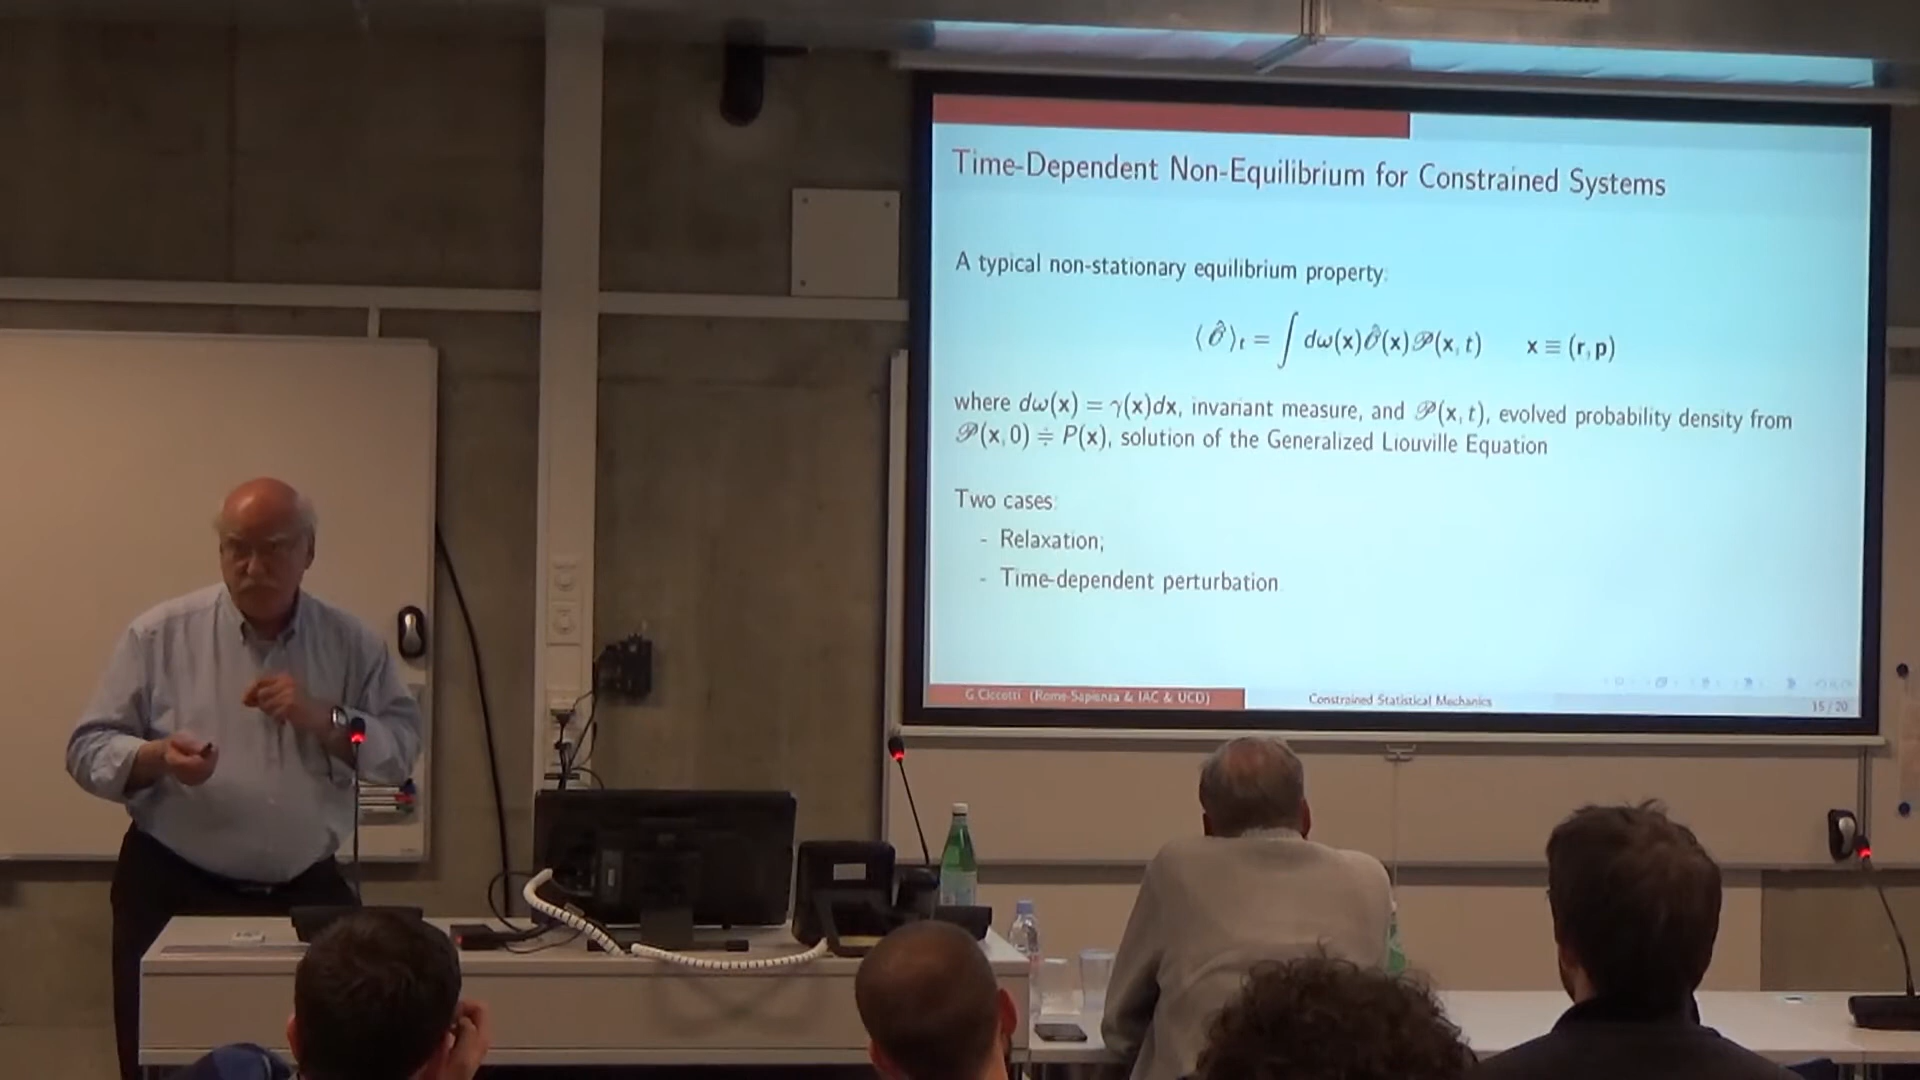 Time-Dependent Non-Equilibrium for Constrained Systems
A typical non-stationary equilibrium property:
⟨𝒪̂⟩ₜ = ∫ dω(x)𝒪̂(x)𝒫(x, t)    x ≡ (r, p)
where dω(x) = γ(x)dx, invariant measure, and 𝒫(x, t), evolved probability density from
𝒫(x, 0) ≑ P(x), solution of the Generalized Liouville Equation
Two cases:
- Relaxation;
- Time-dependent perturbation.
G Ciccotti (Rome-Sapienza & IAC & UCD)
Constrained Statistical Mechanics
15 / 20